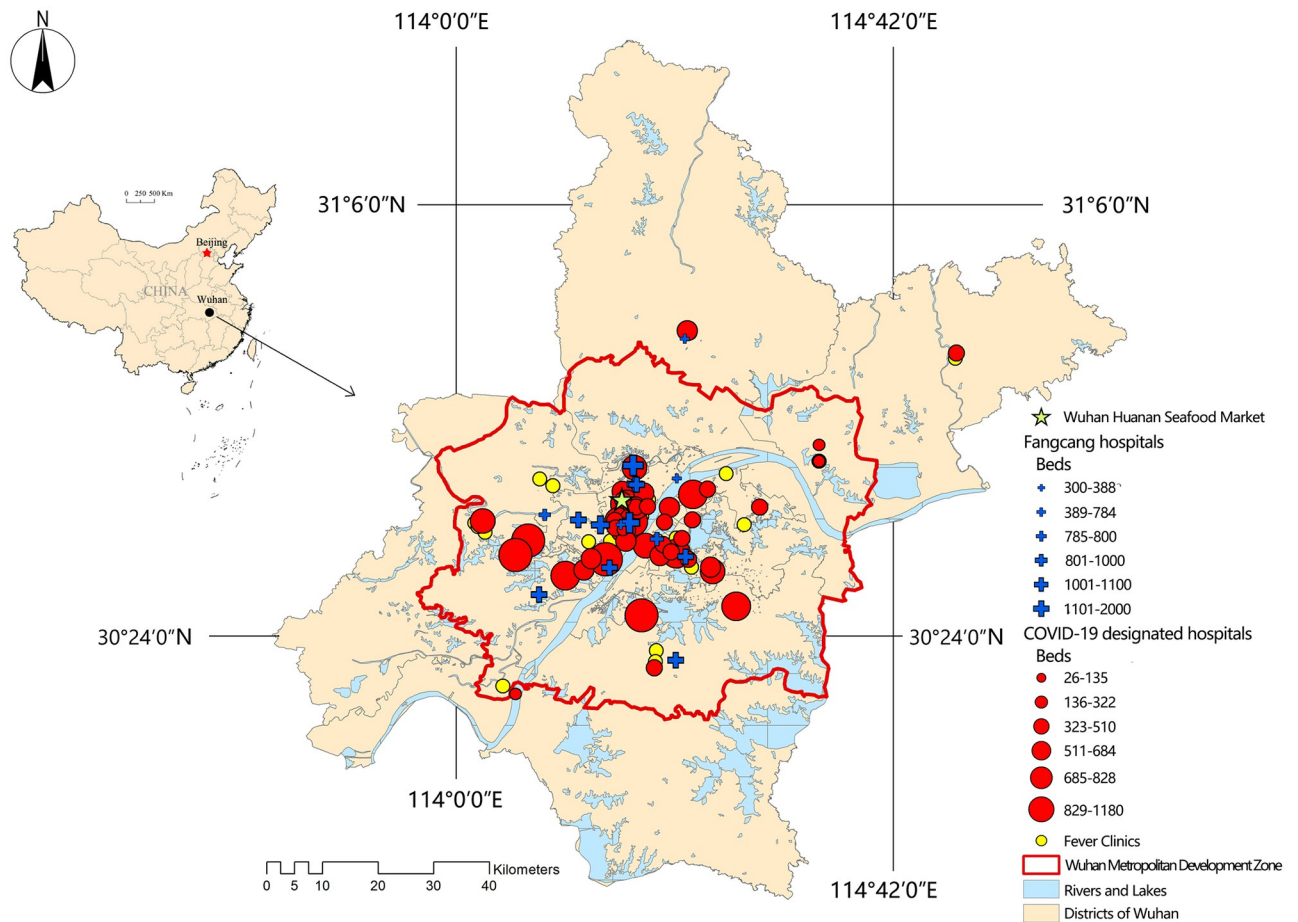 N
114°0′0″E
114°42′0″E
31°6′0″N
31°6′0″N
0 250 500 Km
Beijing
CHINA
Wuhan
Wuhan Huanan Seafood Market
Fangcang hospitals
Beds
300-388
389-784
785-800
801-1000
1001-1100
1101-2000
30°24′0″N
30°24′0″N
COVID-19 designated hospitals
Beds
26-135
136-322
323-510
511-684
685-828
829-1180
Fever Clinics
Wuhan Metropolitan Development Zone
Rivers and Lakes
Districts of Wuhan
114°0′0″E
114°42′0″E
Kilometers
0 5 10 20 30 40